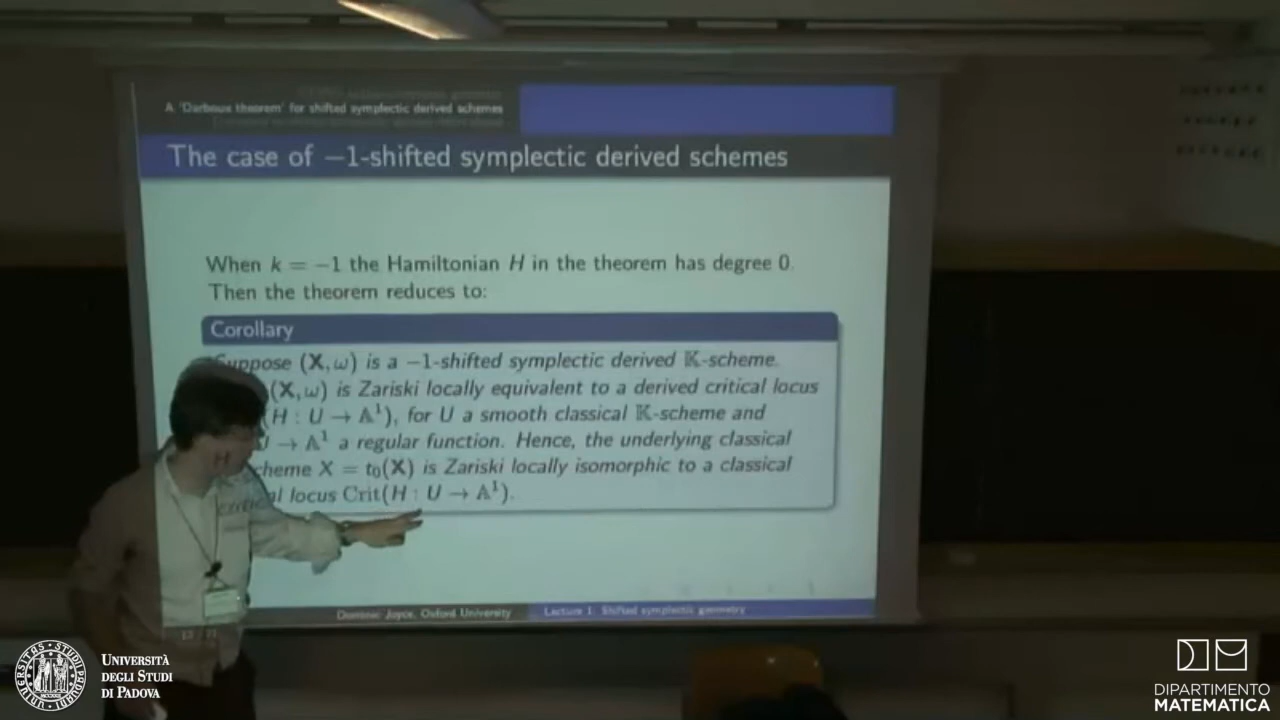 A 'Darboux theorem' for shifted symplectic derived schemes
The case of −1-shifted symplectic derived schemes
When k = −1 the Hamiltonian H in the theorem has degree 0.
Then the theorem reduces to:
Corollary
Suppose (X, ω) is a −1-shifted symplectic derived 𝕂-scheme.
(X, ω) is Zariski locally equivalent to a derived critical locus
(H : U → 𝔸¹), for U a smooth classical 𝕂-scheme and
→ 𝔸¹ a regular function. Hence, the underlying classical
scheme X = t₀(X) is Zariski locally isomorphic to a classical
critical locus Crit(H : U → 𝔸¹).
Dominic Joyce, Oxford University
Lecture 1: Shifted symplectic geometry
UNIVERSITÀ
DEGLI STUDI
DI PADOVA
DIPARTIMENTO
MATEMATICA